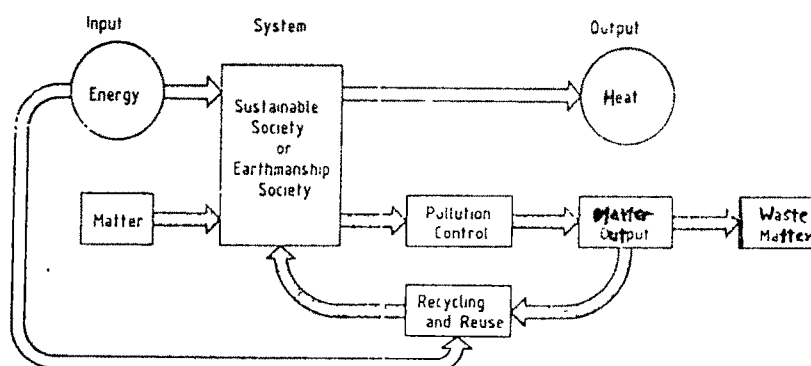 Input
System
Output
Energy
Sustainable
Society
or
Earthmanship
Society
Heat
Matter
Pollution
Control
Matter
Output
Waste
Matter
Recycling
and Reuse